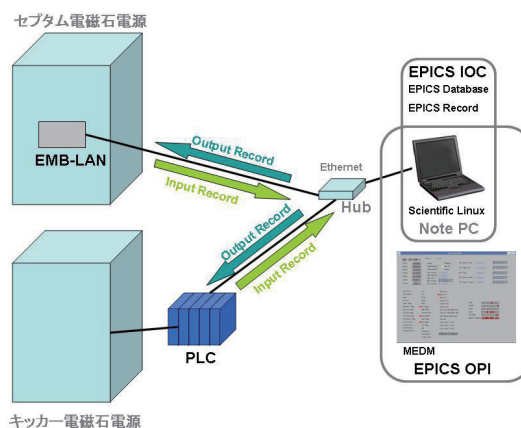 セプタム電磁石電源
EMB-LAN
Output Record
Input Record
Ethernet
Hub
Output Record
Input Record
PLC
キッカー電磁石電源
EPICS IOC
EPICS Database
EPICS Record
Scientific Linux
Note PC
MEDM
EPICS OPI